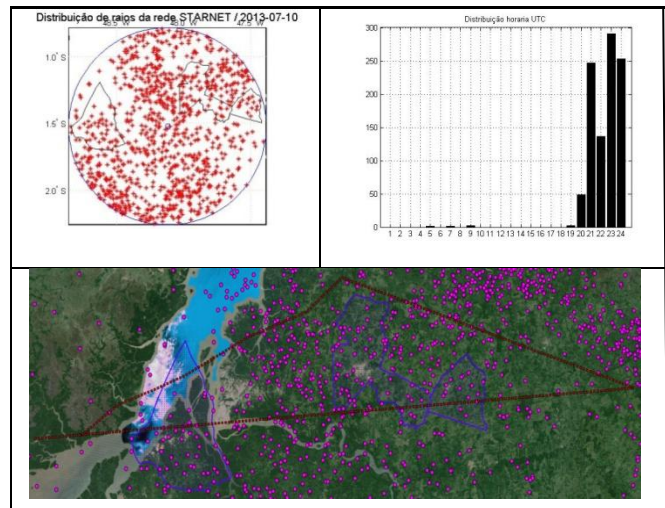 Distribuição de raios da rede STARNET / 2013-07-10
48.0
47.5
1.0° S
1.5° S
2.0° S
Distribuição horaria UTC
300
250
200
150
100
50
0
1 2 3 4 5 6 7 8 9 10 11 12 13 14 15 16 17 18 19 20 21 22 23 24